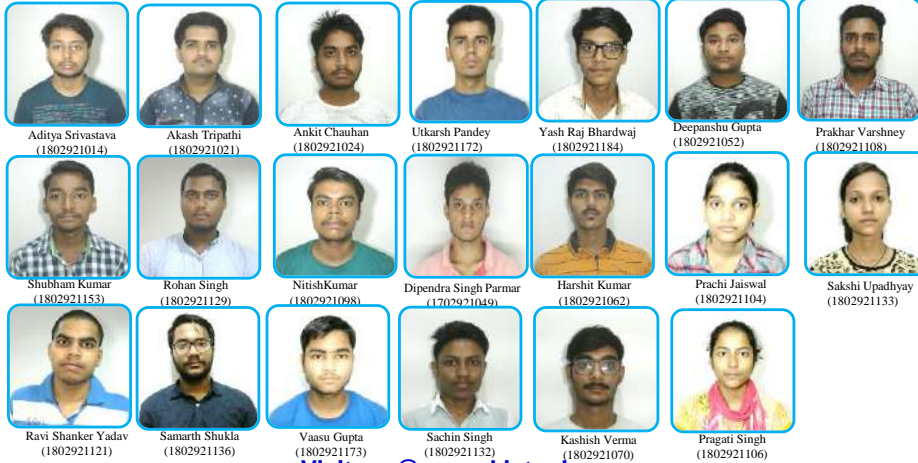 Aditya Srivastava
(1802921014)
Akash Tripathi
(1802921021)
Ankit Chauhan
(1802921024)
Utkarsh Pandey
(1802921172)
Yash Raj Bhardwaj
(1802921184)
Deepanshu Gupta
(1802921052)
Prakhar Varshney
(1802921108)
Shubham Kumar
(1802921153)
Rohan Singh
(1802921129)
NitishKumar
(1802921098)
Dipendra Singh Parmar
(1702921049)
Harshit Kumar
(1802921062)
Prachi Jaiswal
(1802921104)
Sakshi Upadhyay
(1802921133)
Ravi Shanker Yadav
(1802921121)
Samarth Shukla
(1802921136)
Vaasu Gupta
(1802921173)
Sachin Singh
(1802921132)
Kashish Verma
(1802921070)
Pragati Singh
(1802921106)